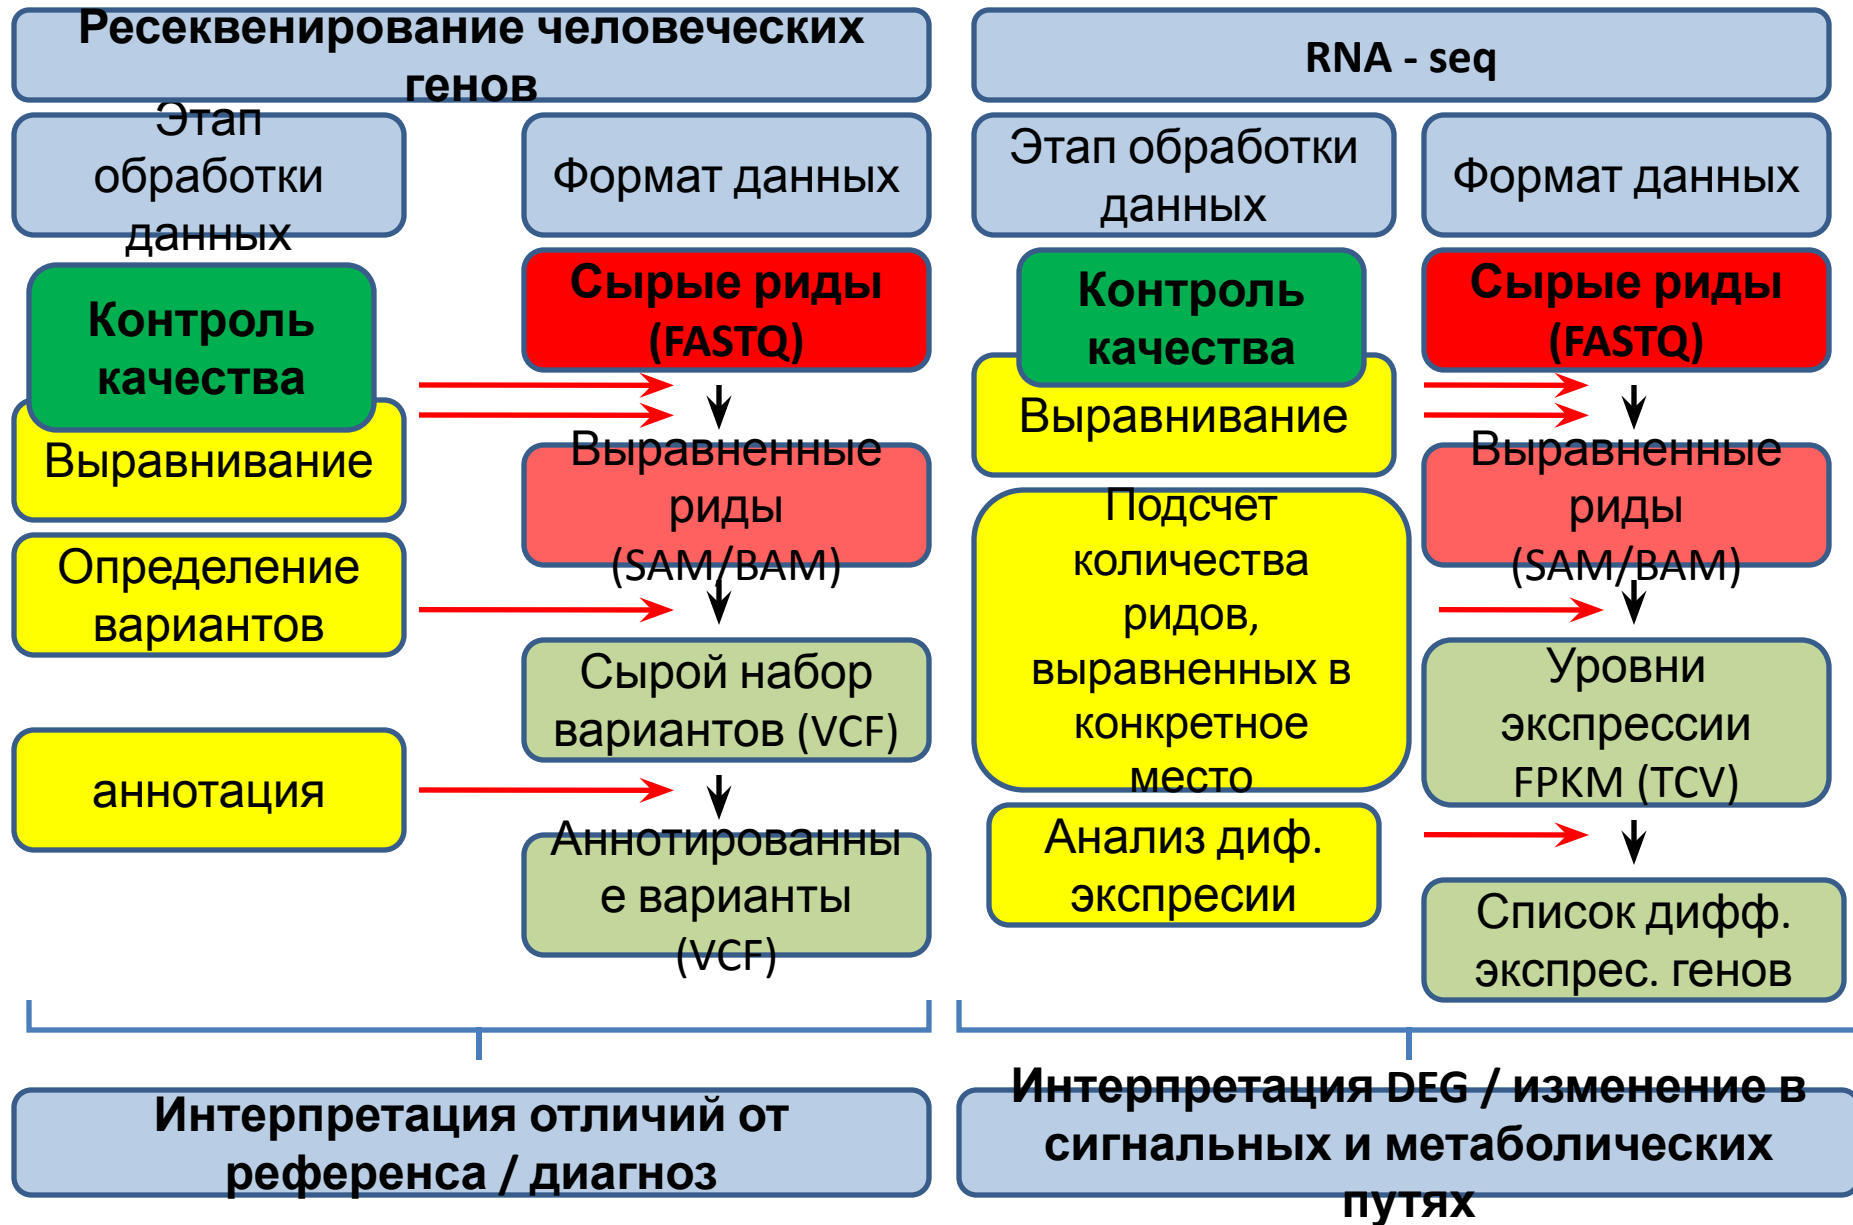 Ресеквенирование человеческих
генов
Этап
обработки
данных
Формат данных
Контроль
качества
Выравнивание
Определение
вариантов
аннотация
Сырые риды
(FASTQ)
Выравненные
риды
(SAM/BAM)
Сырой набор
вариантов (VCF)
Аннотированны
е варианты
(VCF)
Интерпретация отличий от
референса / диагноз
RNA - seq
Этап обработки
данных
Формат данных
Контроль
качества
Выравнивание
Подсчет
количества
ридов,
выравненных в
конкретное
место
Анализ диф.
экспресии
Сырые риды
(FASTQ)
Выравненные
риды
(SAM/BAM)
Уровни
экспрессии
FPKM (TCV)
Список дифф.
экспрес. генов
Интерпретация DEG / изменение в
сигнальных и метаболических
путях